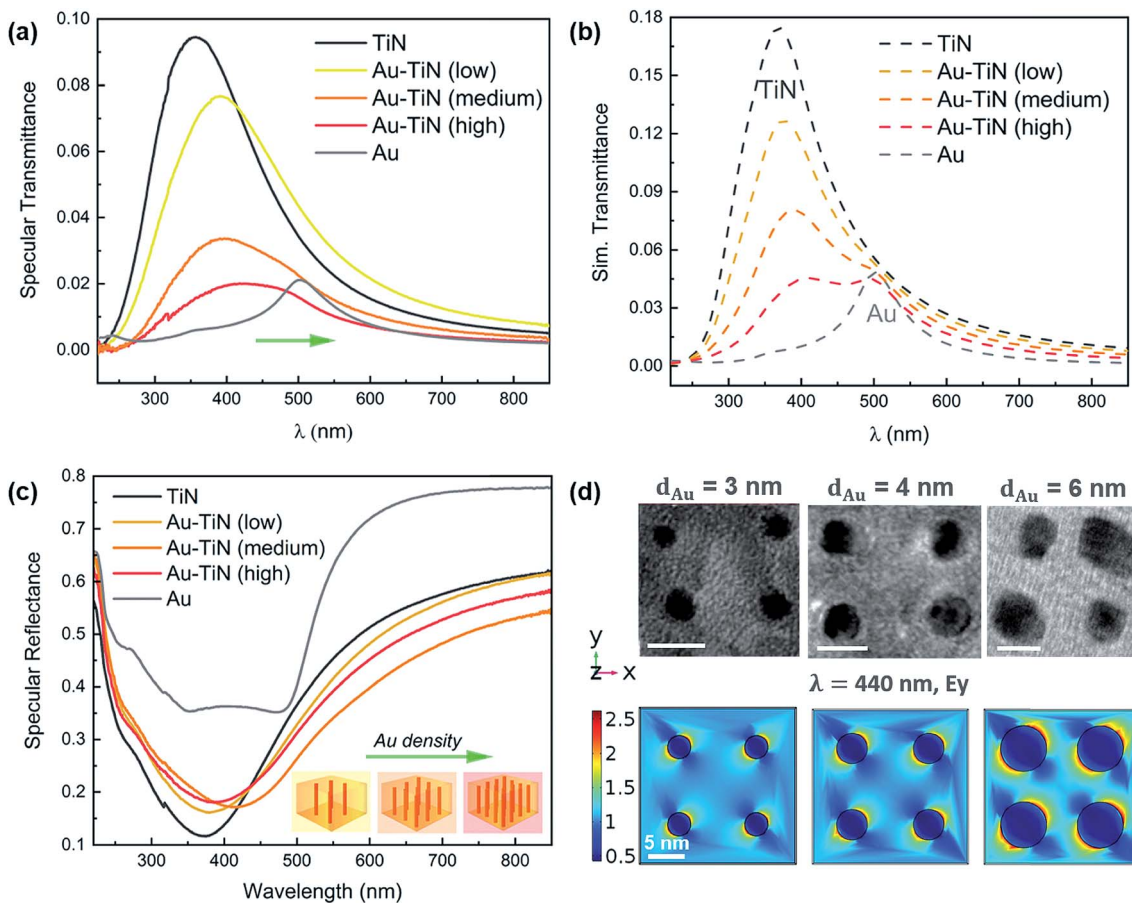 (a)
0.10
0.08
0.06
0.04
0.02
0.00
Specular Transmittance
TiN
Au-TiN (low)
Au-TiN (medium)
Au-TiN (high)
Au
300 400 500 600 700 800
λ (nm)
(b)
0.18
0.15
0.12
0.09
0.06
0.03
0.00
Sim. Transmittance
TiN
TiN
Au-TiN (low)
Au-TiN (medium)
Au-TiN (high)
Au
Au
300 400 500 600 700 800
λ (nm)
(c)
0.8
0.7
0.6
0.5
0.4
0.3
0.2
0.1
Specular Reflectance
TiN
Au-TiN (low)
Au-TiN (medium)
Au-TiN (high)
Au
Au density
300 400 500 600 700 800
Wavelength (nm)
(d)
d_Au = 3 nm d_Au = 4 nm d_Au = 6 nm
y
z x
λ = 440 nm, Ey
2.5
2
1.5
1
0.5
5 nm